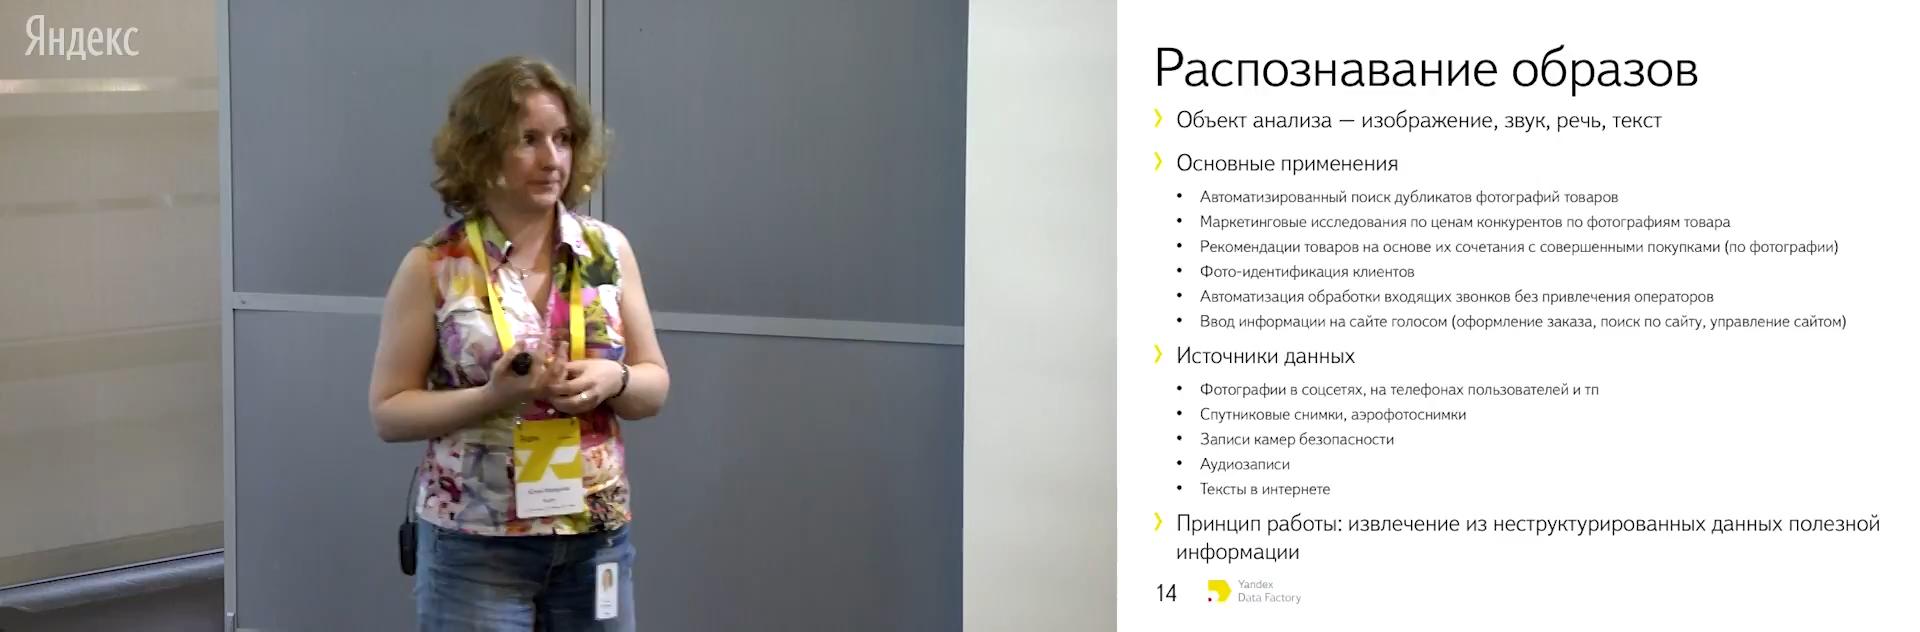 Яндекс
Распознавание образов
Объект анализа — изображение, звук, речь, текст
Основные применения
• Автоматизированный поиск дубликатов фотографий товаров
• Маркетинговые исследования по ценам конкурентов по фотографиям товара
• Рекомендации товаров на основе их сочетания с совершенными покупками (по фотографии)
• Фото-идентификация клиентов
• Автоматизация обработки входящих звонков без привлечения операторов
• Ввод информации на сайте голосом (оформление заказа, поиск по сайту, управление сайтом)
Источники данных
• Фотографии в соцсетях, на телефонах пользователей и тп
• Спутниковые снимки, аэрофотоснимки
• Записи камер безопасности
• Аудиозаписи
• Тексты в интернете
Принцип работы: извлечение из неструктурированных данных полезной
информации
14
Yandex
Data Factory